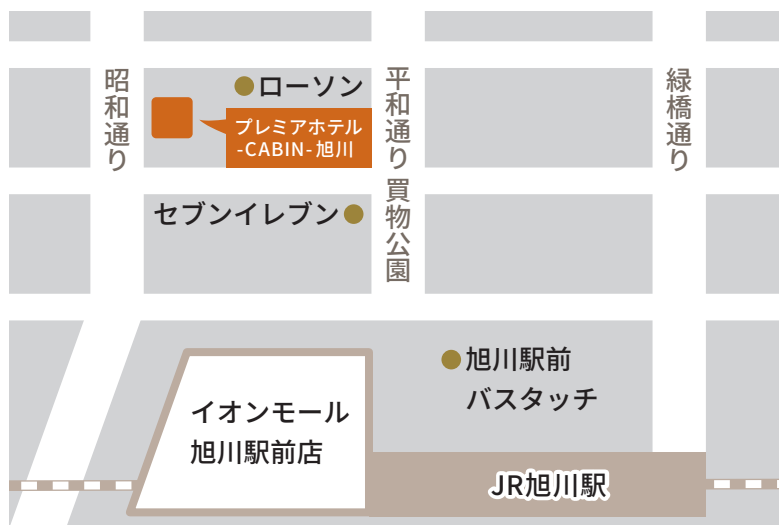 昭和通り
ローソン
プレミアホテル
-CABIN-旭川
平和通り買物公園
緑橋通り
セブンイレブン
旭川駅前
バスタッチ
イオンモール
旭川駅前店
JR旭川駅